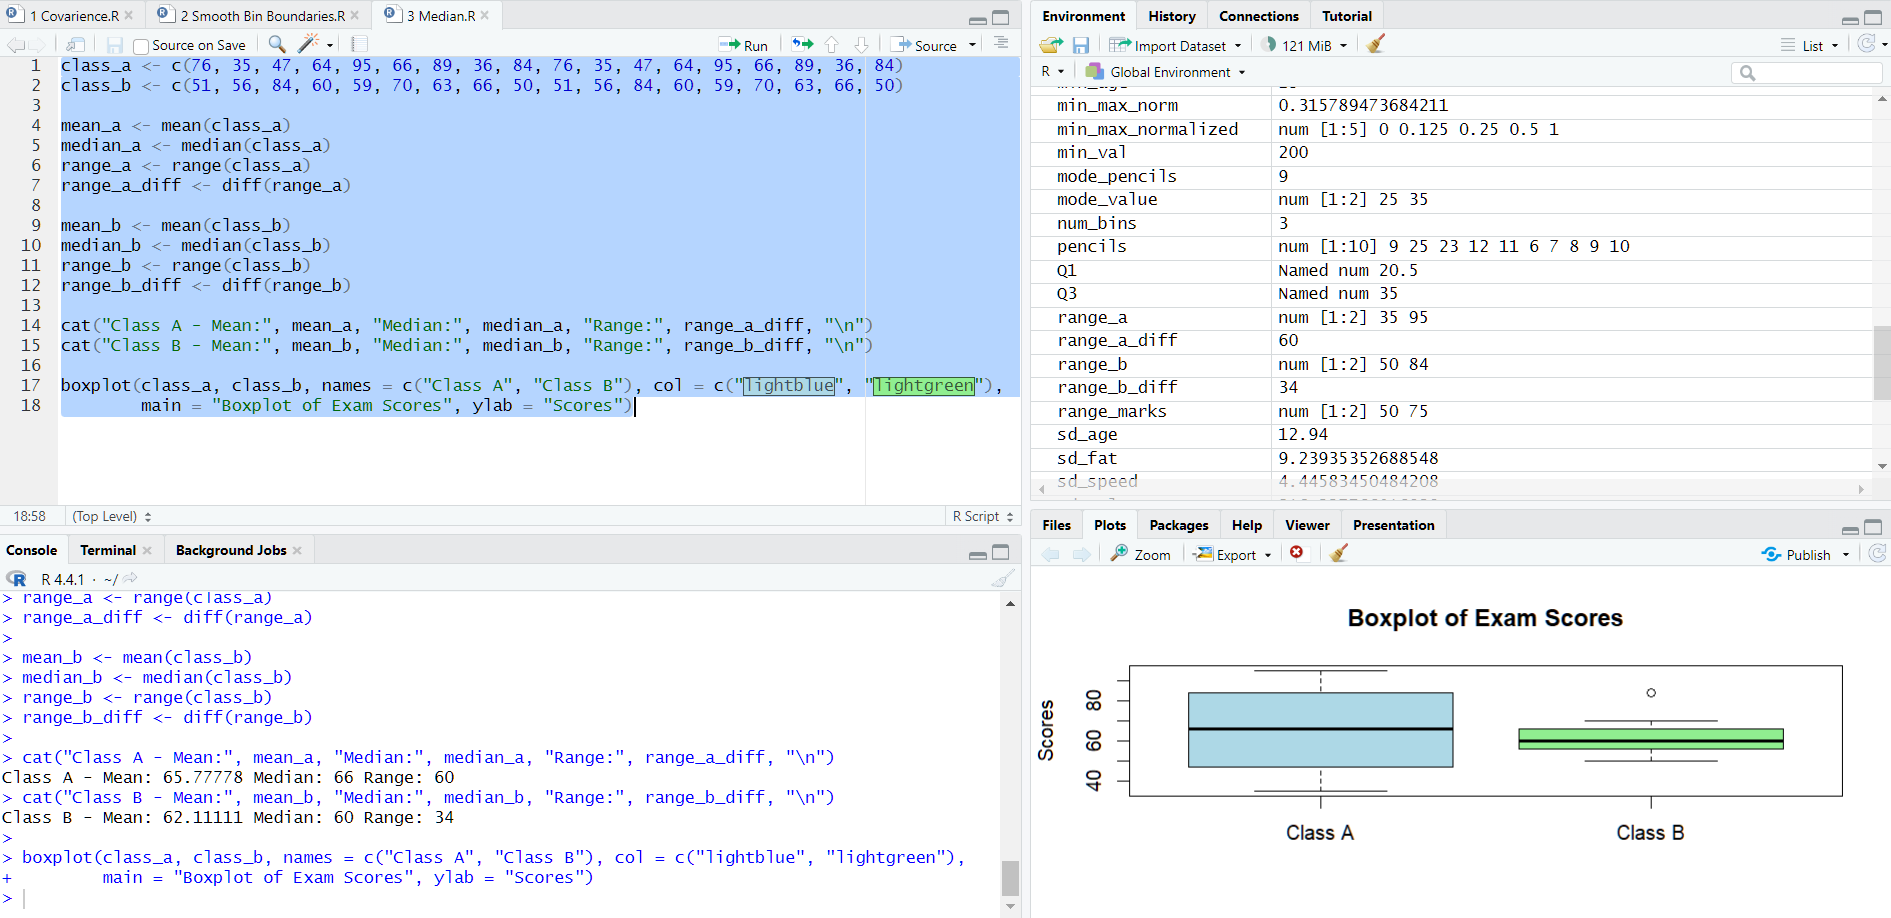 1 Covarience.R
2 Smooth Bin Boundaries.R
3 Median.R
Source on Save
Run
Source
1 class_a <- c(76, 35, 47, 64, 95, 66, 89, 36, 84, 76, 35, 47, 64, 95, 66, 89, 36, 84)
2 class_b <- c(51, 56, 84, 60, 59, 70, 63, 66, 50, 51, 56, 84, 60, 59, 70, 63, 66, 50)
3
4 mean_a <- mean(class_a)
5 median_a <- median(class_a)
6 range_a <- range(class_a)
7 range_a_diff <- diff(range_a)
8
9 mean_b <- mean(class_b)
10 median_b <- median(class_b)
11 range_b <- range(class_b)
12 range_b_diff <- diff(range_b)
13
14 cat("Class A - Mean:", mean_a, "Median:", median_a, "Range:", range_a_diff, "\n")
15 cat("Class B - Mean:", mean_b, "Median:", median_b, "Range:", range_b_diff, "\n")
16
17 boxplot(class_a, class_b, names = c("Class A", "Class B"), col = c("lightblue", "lightgreen"),
18 main = "Boxplot of Exam Scores", ylab = "Scores")
18:58
(Top Level)
R Script
Console
Terminal
Background Jobs
R 4.4.1 · ~/
> range_a <- range(class_a)
> range_a_diff <- diff(range_a)
>
> mean_b <- mean(class_b)
> median_b <- median(class_b)
> range_b <- range(class_b)
> range_b_diff <- diff(range_b)
>
> cat("Class A - Mean:", mean_a, "Median:", median_a, "Range:", range_a_diff, "\n")
Class A - Mean: 65.77778 Median: 66 Range: 60
> cat("Class B - Mean:", mean_b, "Median:", median_b, "Range:", range_b_diff, "\n")
Class B - Mean: 62.11111 Median: 60 Range: 34
>
> boxplot(class_a, class_b, names = c("Class A", "Class B"), col = c("lightblue", "lightgreen"),
+ main = "Boxplot of Exam Scores", ylab = "Scores")
>
Environment
History
Connections
Tutorial
Import Dataset
121 MiB
List
R
Global Environment
min_max_norm 0.315789473684211
min_max_normalized num [1:5] 0 0.125 0.25 0.5 1
min_val 200
mode_pencils 9
mode_value num [1:2] 25 35
num_bins 3
pencils num [1:10] 9 25 23 12 11 6 7 8 9 10
Q1 Named num 20.5
Q3 Named num 35
range_a num [1:2] 35 95
range_a_diff 60
range_b num [1:2] 50 84
range_b_diff 34
range_marks num [1:2] 50 75
sd_age 12.94
sd_fat 9.23935352688548
sd_speed 4.44583450484208
Files
Plots
Packages
Help
Viewer
Presentation
Zoom
Export
Publish
Boxplot of Exam Scores
Scores
80
60
40
Class A
Class B